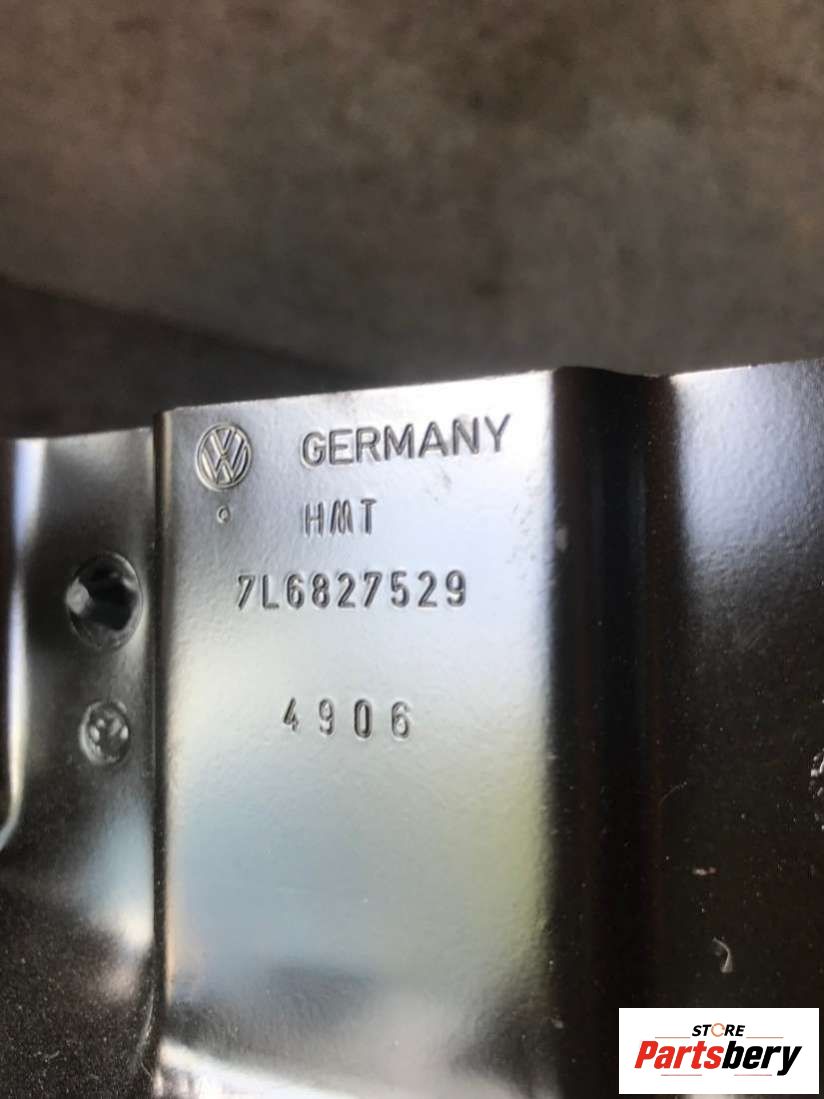 GERMANY
HMT
7L6827529
4906
STORE
Partsbery